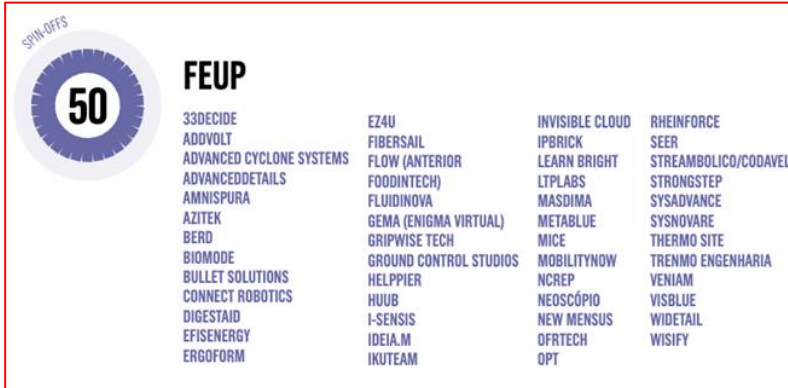 SPIN-OFFS
50
FEUP
33DECIDE
ADDVOLT
ADVANCED CYCLONE SYSTEMS
ADVANCEDDETAILS
AMNISPURA
AZITEK
BERD
BIOMODE
BULLET SOLUTIONS
CONNECT ROBOTICS
DIGESTAID
EFISENERGY
ERGOFORM
EZ4U
FIBERSAIL
FLOW (ANTERIOR
FOODINTECH)
FLUIDINOVA
GEMA (ENIGMA VIRTUAL)
GRIPWISE TECH
GROUND CONTROL STUDIOS
HELPPIER
HUUB
I-SENSIS
IDEIA.M
IKUTEAM
INVISIBLE CLOUD
IPBRICK
LEARN BRIGHT
LTPLABS
MASDIMA
METABLUE
MICE
MOBILITYNOW
NCREP
NEOSCÓPIO
NEW MENSUS
OFRTECH
OPT
RHEINFORCE
SEER
STREAMBOLICO/CODAVEL
STRONGSTEP
SYSADVANCE
SYSNOVARE
THERMO SITE
TRENMO ENGENHARIA
VENIAM
VISBLUE
WIDETAIL
WISIFY